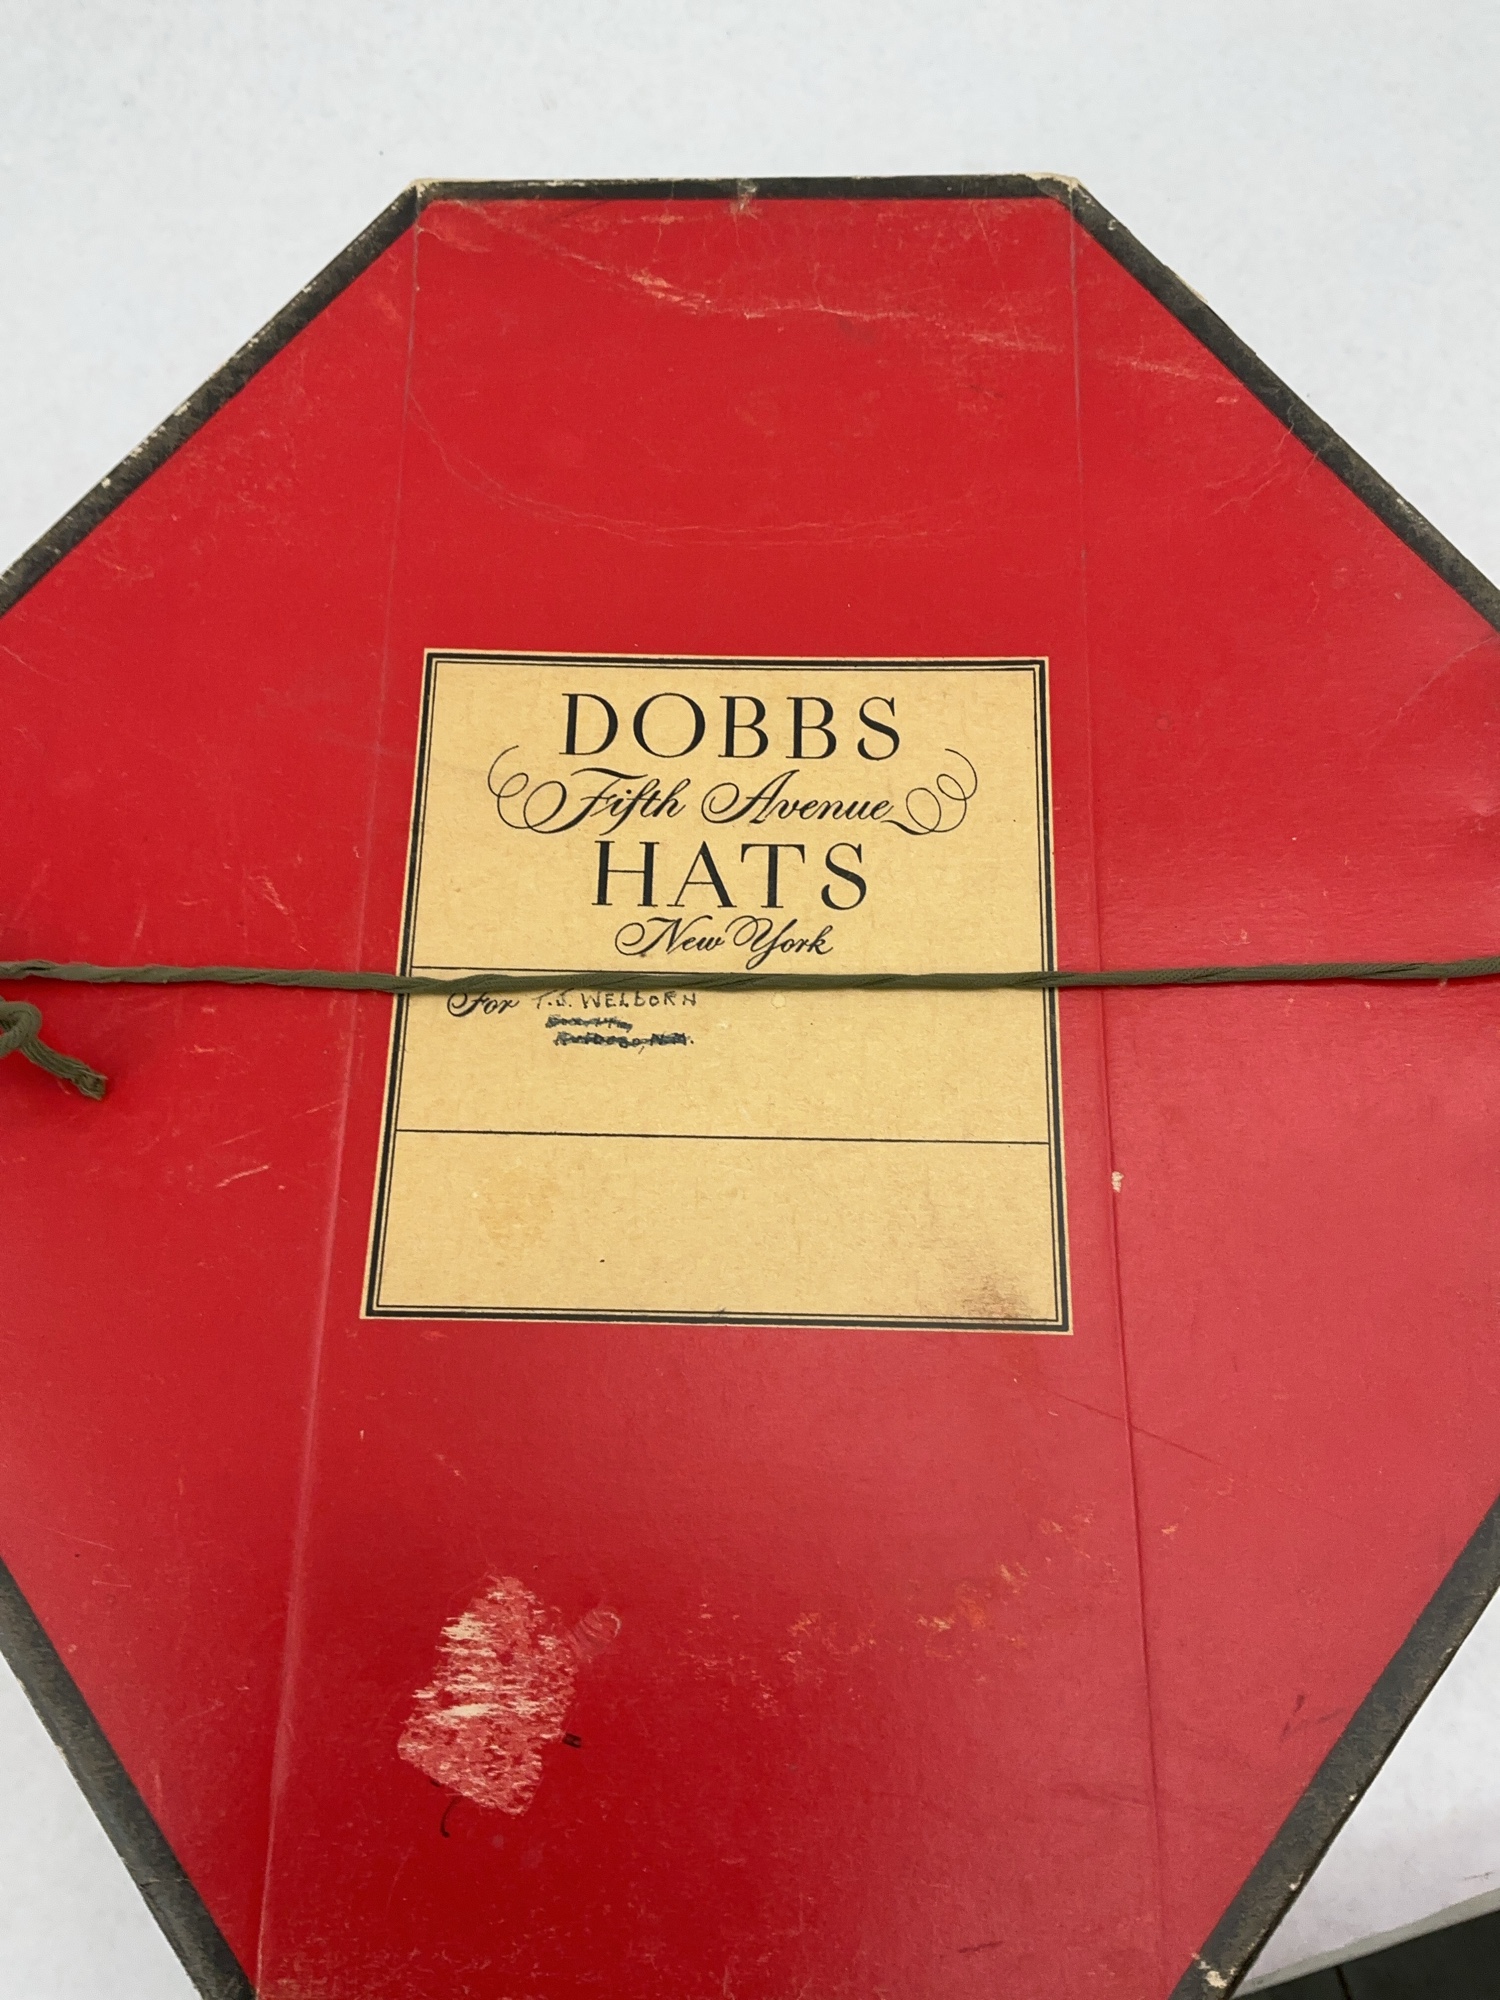 DOBBS
Fifth Avenue
HATS
New York
For T.J. WELBORN